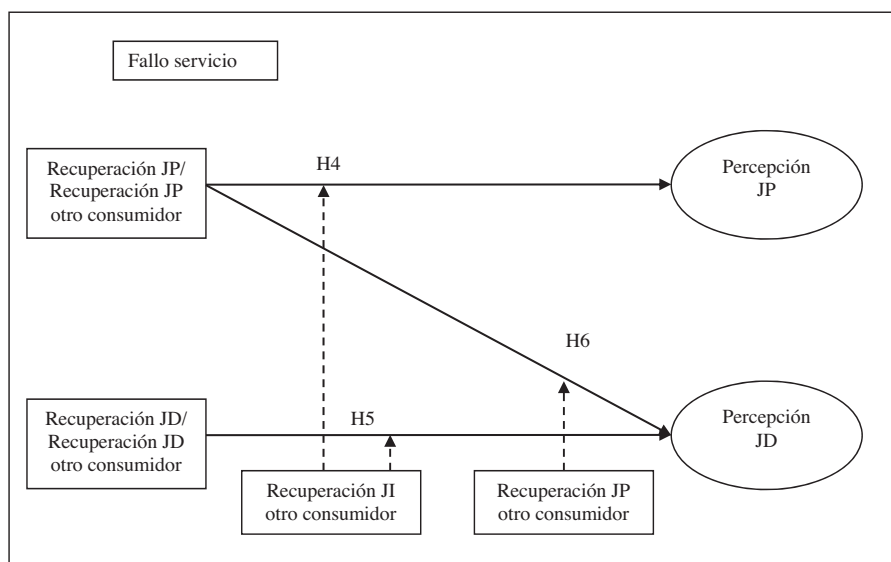 Fallo servicio
H4
Recuperación JP/
Recuperación JP
otro consumidor
Percepción
JP
H6
Recuperación JD/
Recuperación JD
otro consumidor
H5
Percepción
JD
Recuperación JI
otro consumidor
Recuperación JP
otro consumidor